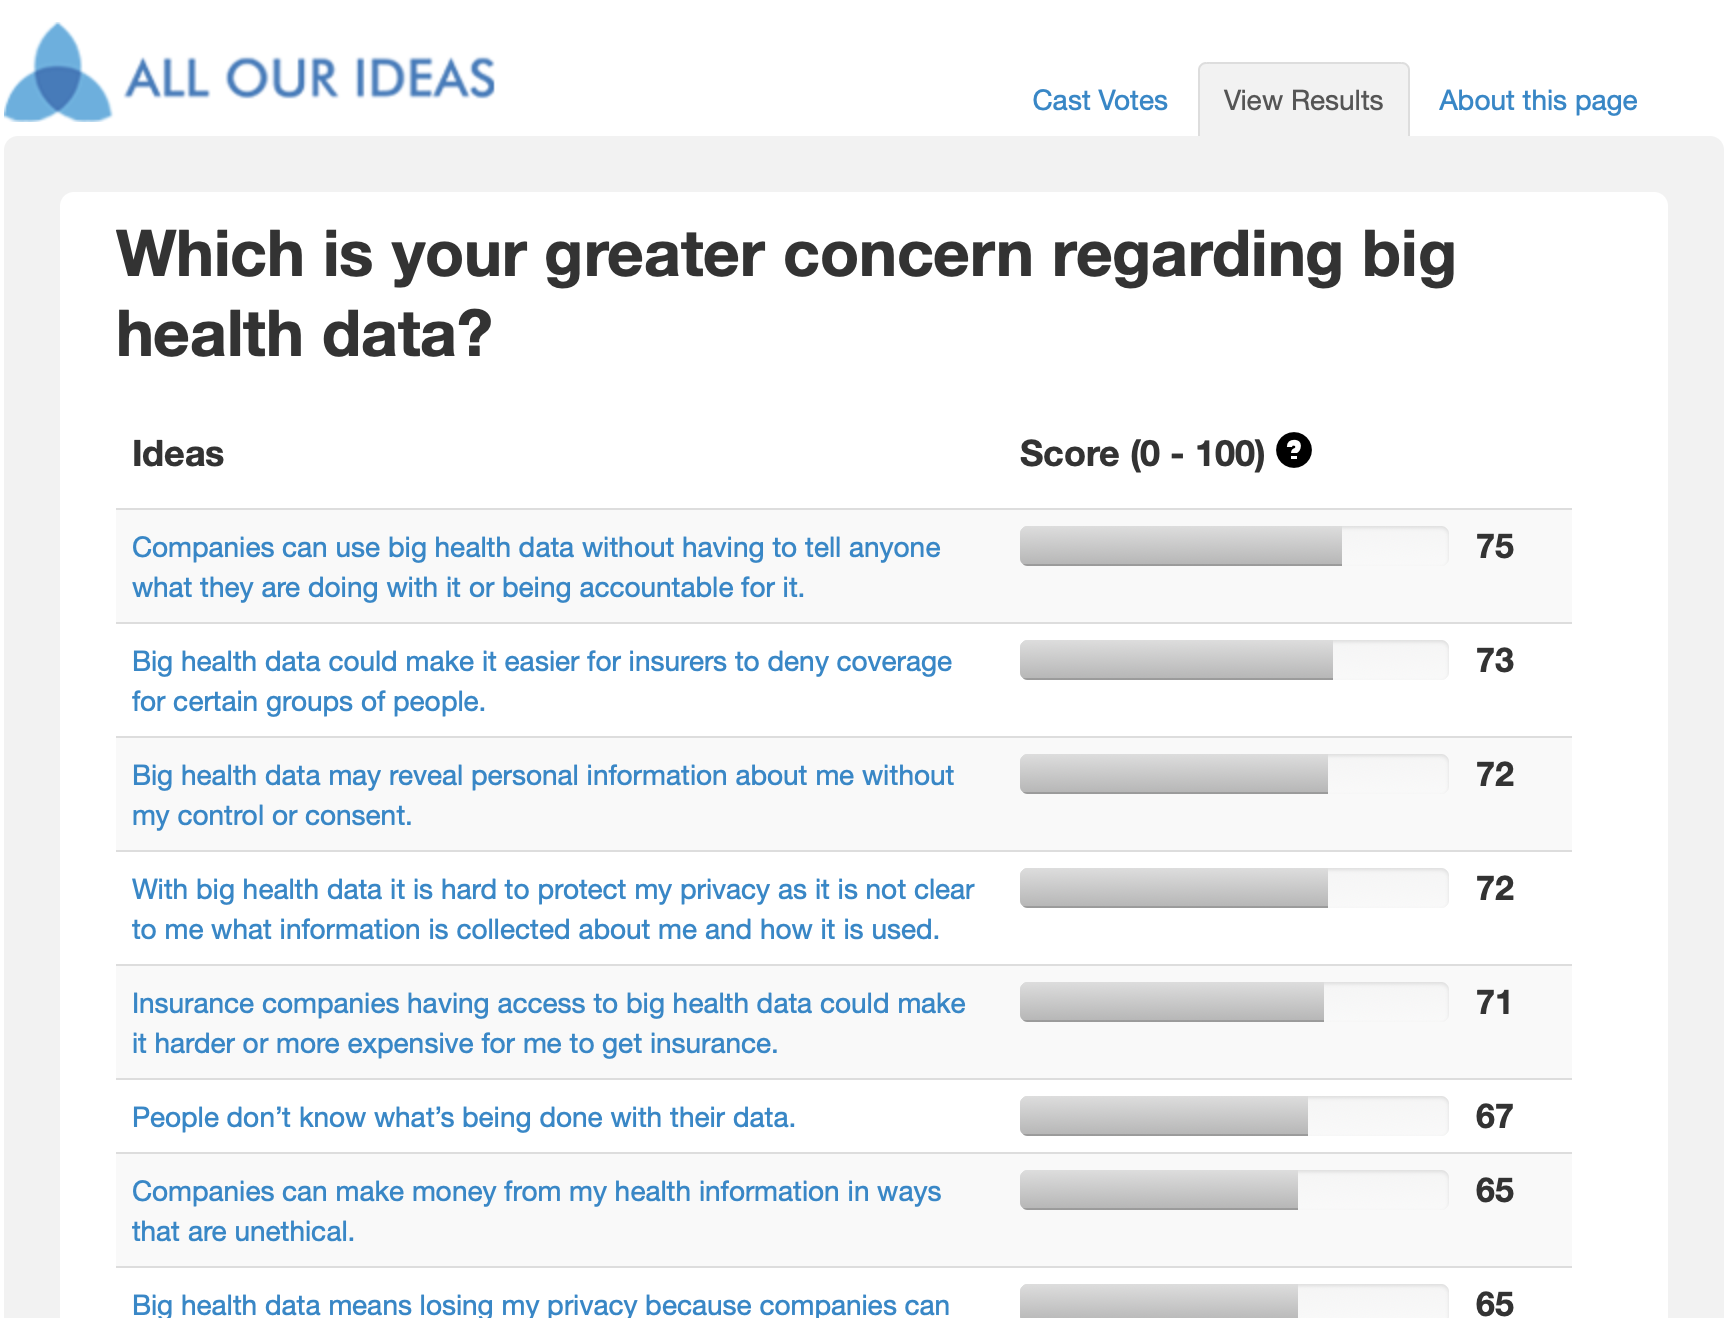 ALL OUR IDEAS
Cast Votes
View Results
About this page
Which is your greater concern regarding big
health data?
Ideas
Score (0 - 100) ?
Companies can use big health data without having to tell anyone
what they are doing with it or being accountable for it.
75
Big health data could make it easier for insurers to deny coverage
for certain groups of people.
73
Big health data may reveal personal information about me without
my control or consent.
72
With big health data it is hard to protect my privacy as it is not clear
to me what information is collected about me and how it is used.
72
Insurance companies having access to big health data could make
it harder or more expensive for me to get insurance.
71
People don’t know what’s being done with their data.
67
Companies can make money from my health information in ways
that are unethical.
65
Big health data means losing my privacy because companies can
65